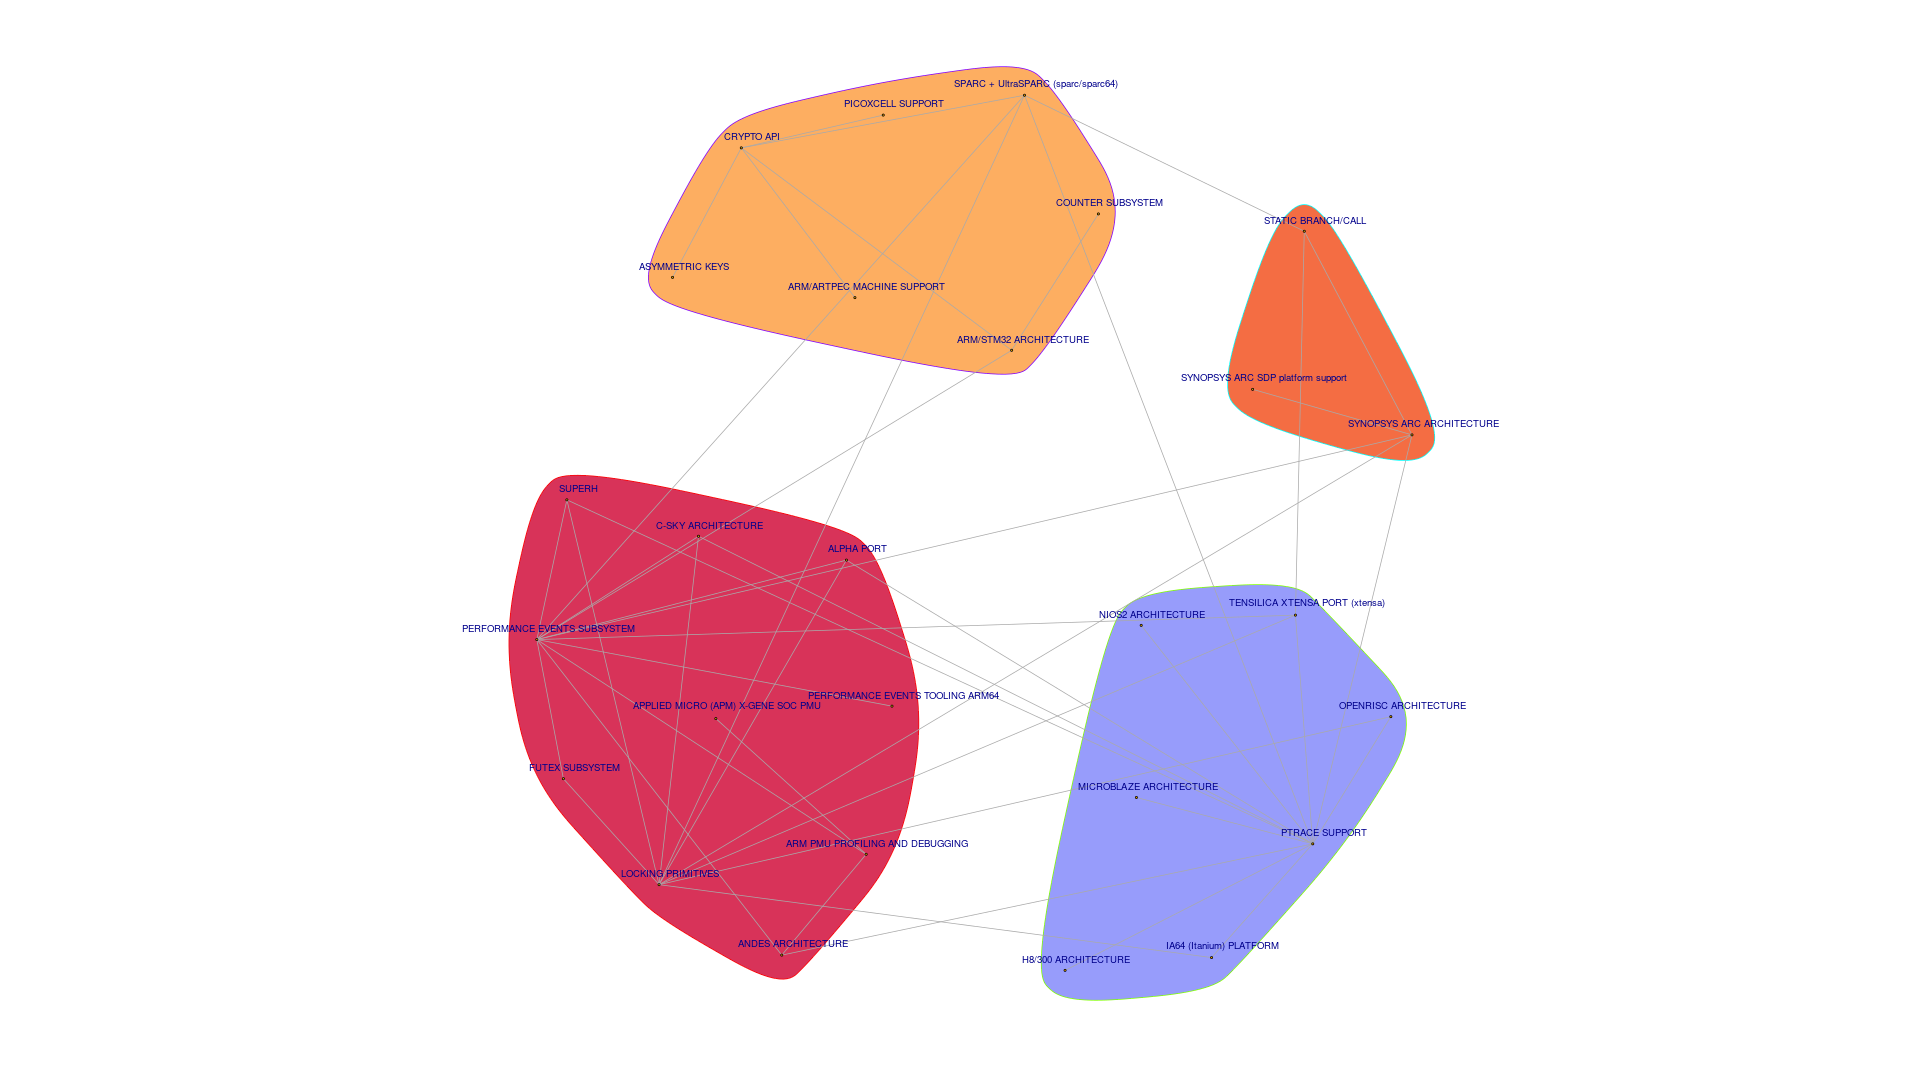 SPARC + UltraSPARC (sparc/sparc64)
PICOXCELL SUPPORT
CRYPTO API
COUNTER SUBSYSTEM
STATIC BRANCH/CALL
ASYMMETRIC KEYS
ARM/ARTPEC MACHINE SUPPORT
ARM/STM32 ARCHITECTURE
SYNOPSYS ARC SDP platform support
SYNOPSYS ARC ARCHITECTURE
SUPERH
C-SKY ARCHITECTURE
ALPHA PORT
TENSILICA XTENSA PORT (xtensa)
NIOS2 ARCHITECTURE
PERFORMANCE EVENTS SUBSYSTEM
PERFORMANCE EVENTS TOOLING ARM64
APPLIED MICRO (APM) X-GENE SOC PMU
OPENRISC ARCHITECTURE
FUTEX SUBSYSTEM
MICROBLAZE ARCHITECTURE
PTRACE SUPPORT
ARM PMU PROFILING AND DEBUGGING
LOCKING PRIMITIVES
ANDES ARCHITECTURE
IA64 (Itanium) PLATFORM
H8/300 ARCHITECTURE